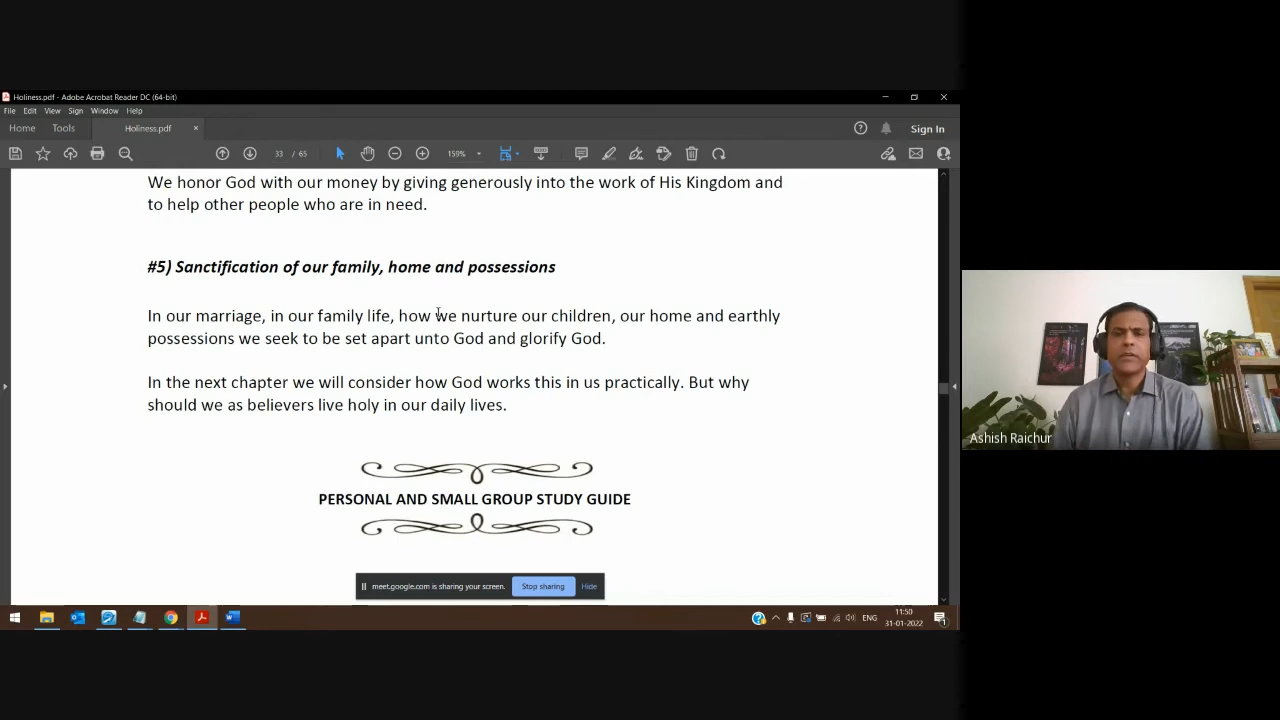 Holiness.pdf - Adobe Acrobat Reader DC (64-bit)
File Edit View Sign Window Help
Home Tools Holiness.pdf × Sign In
33 / 65 159%
We honor God with our money by giving generously into the work of His Kingdom and
to help other people who are in need.
#5) Sanctification of our family, home and possessions
In our marriage, in our family life, how we nurture our children, our home and earthly
possessions we seek to be set apart unto God and glorify God.
In the next chapter we will consider how God works this in us practically. But why
should we as believers live holy in our daily lives.
PERSONAL AND SMALL GROUP STUDY GUIDE
meet.google.com is sharing your screen. Stop sharing Hide
ENG 11:50
31-01-2022
Ashish Raichur